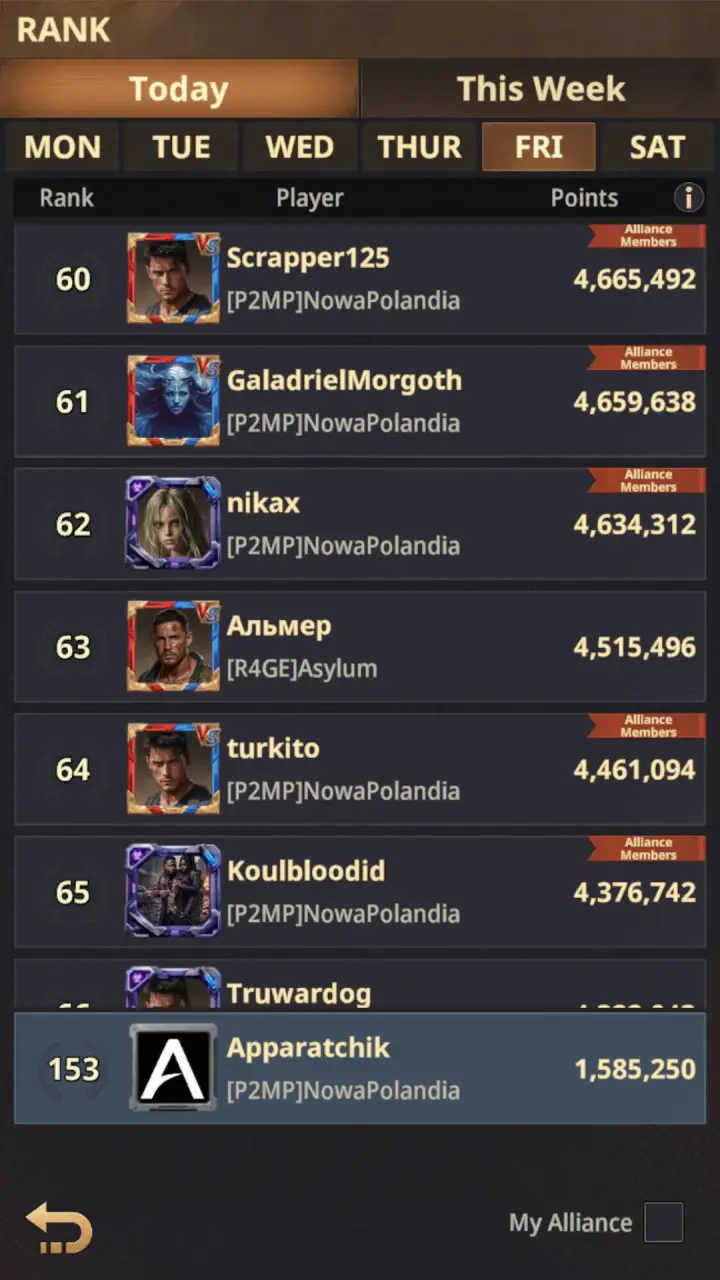 RANK
Today
This Week
MON TUE WED THUR FRI SAT
Rank Player Points i
Alliance
Members
60 Scrapper125 4,665,492
[P2MP]NowaPolandia
Alliance
Members
61 GaladrielMorgoth 4,659,638
[P2MP]NowaPolandia
Alliance
Members
62 nikax 4,634,312
[P2MP]NowaPolandia
63 Альмер 4,515,496
[R4GE]Asylum
Alliance
Members
64 turkito 4,461,094
[P2MP]NowaPolandia
Alliance
Members
65 Koulbloodid 4,376,742
[P2MP]NowaPolandia
Truwardog
153 Apparatchik 1,585,250
[P2MP]NowaPolandia
My Alliance